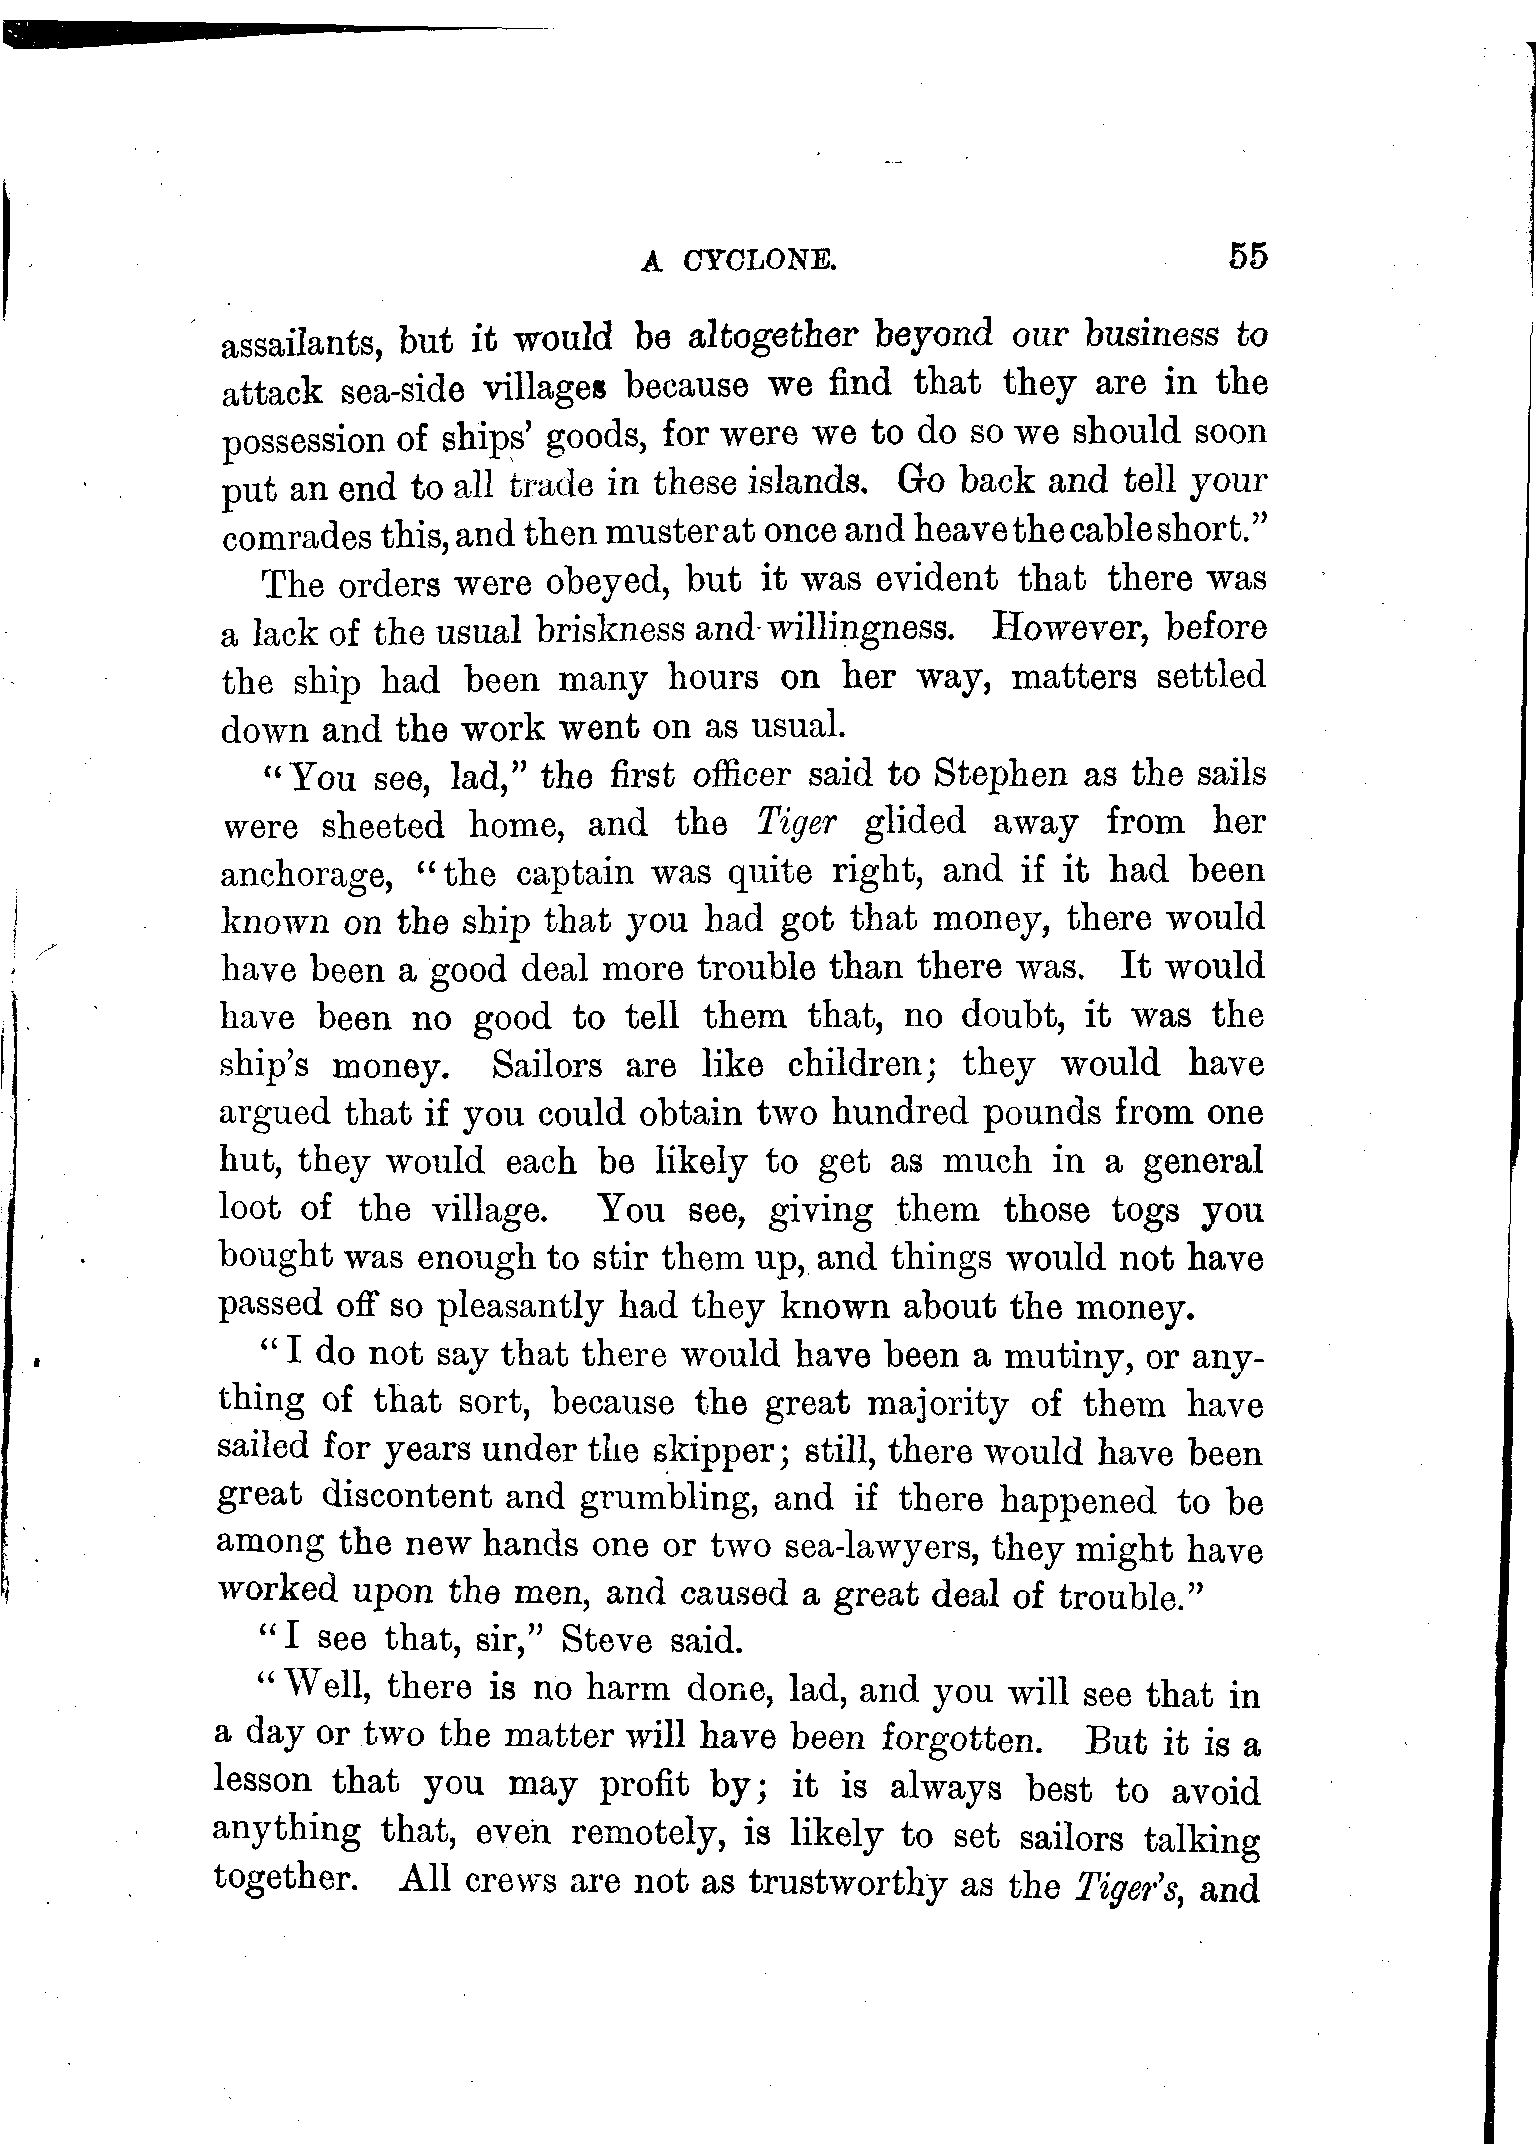 A CYCLONE. 55
assailants, but it would be altogether beyond our business to
attack sea-side villages because we find that they are in the
possession of ships' goods, for were we to do so we should soon
put an end to all trade in these islands. Go back and tell your
comrades this, and then muster at once and heave the cable short."
The orders were obeyed, but it was evident that there was
a lack of the usual briskness and willingness. However, before
the ship had been many hours on her way, matters settled
down and the work went on as usual.
"You see, lad," the first officer said to Stephen as the sails
were sheeted home, and the Tiger glided away from her
anchorage, "the captain was quite right, and if it had been
known on the ship that you had got that money, there would
have been a good deal more trouble than there was. It would
have been no good to tell them that, no doubt, it was the
ship's money. Sailors are like children; they would have
argued that if you could obtain two hundred pounds from one
hut, they would each be likely to get as much in a general
loot of the village. You see, giving them those togs you
bought was enough to stir them up, and things would not have
passed off so pleasantly had they known about the money.
"I do not say that there would have been a mutiny, or any-
thing of that sort, because the great majority of them have
sailed for years under the skipper; still, there would have been
great discontent and grumbling, and if there happened to be
among the new hands one or two sea-lawyers, they might have
worked upon the men, and caused a great deal of trouble."
"I see that, sir," Steve said.
"Well, there is no harm done, lad, and you will see that in
a day or two the matter will have been forgotten. But it is a
lesson that you may profit by; it is always best to avoid
anything that, even remotely, is likely to set sailors talking
together. All crews are not as trustworthy as the Tiger's, and